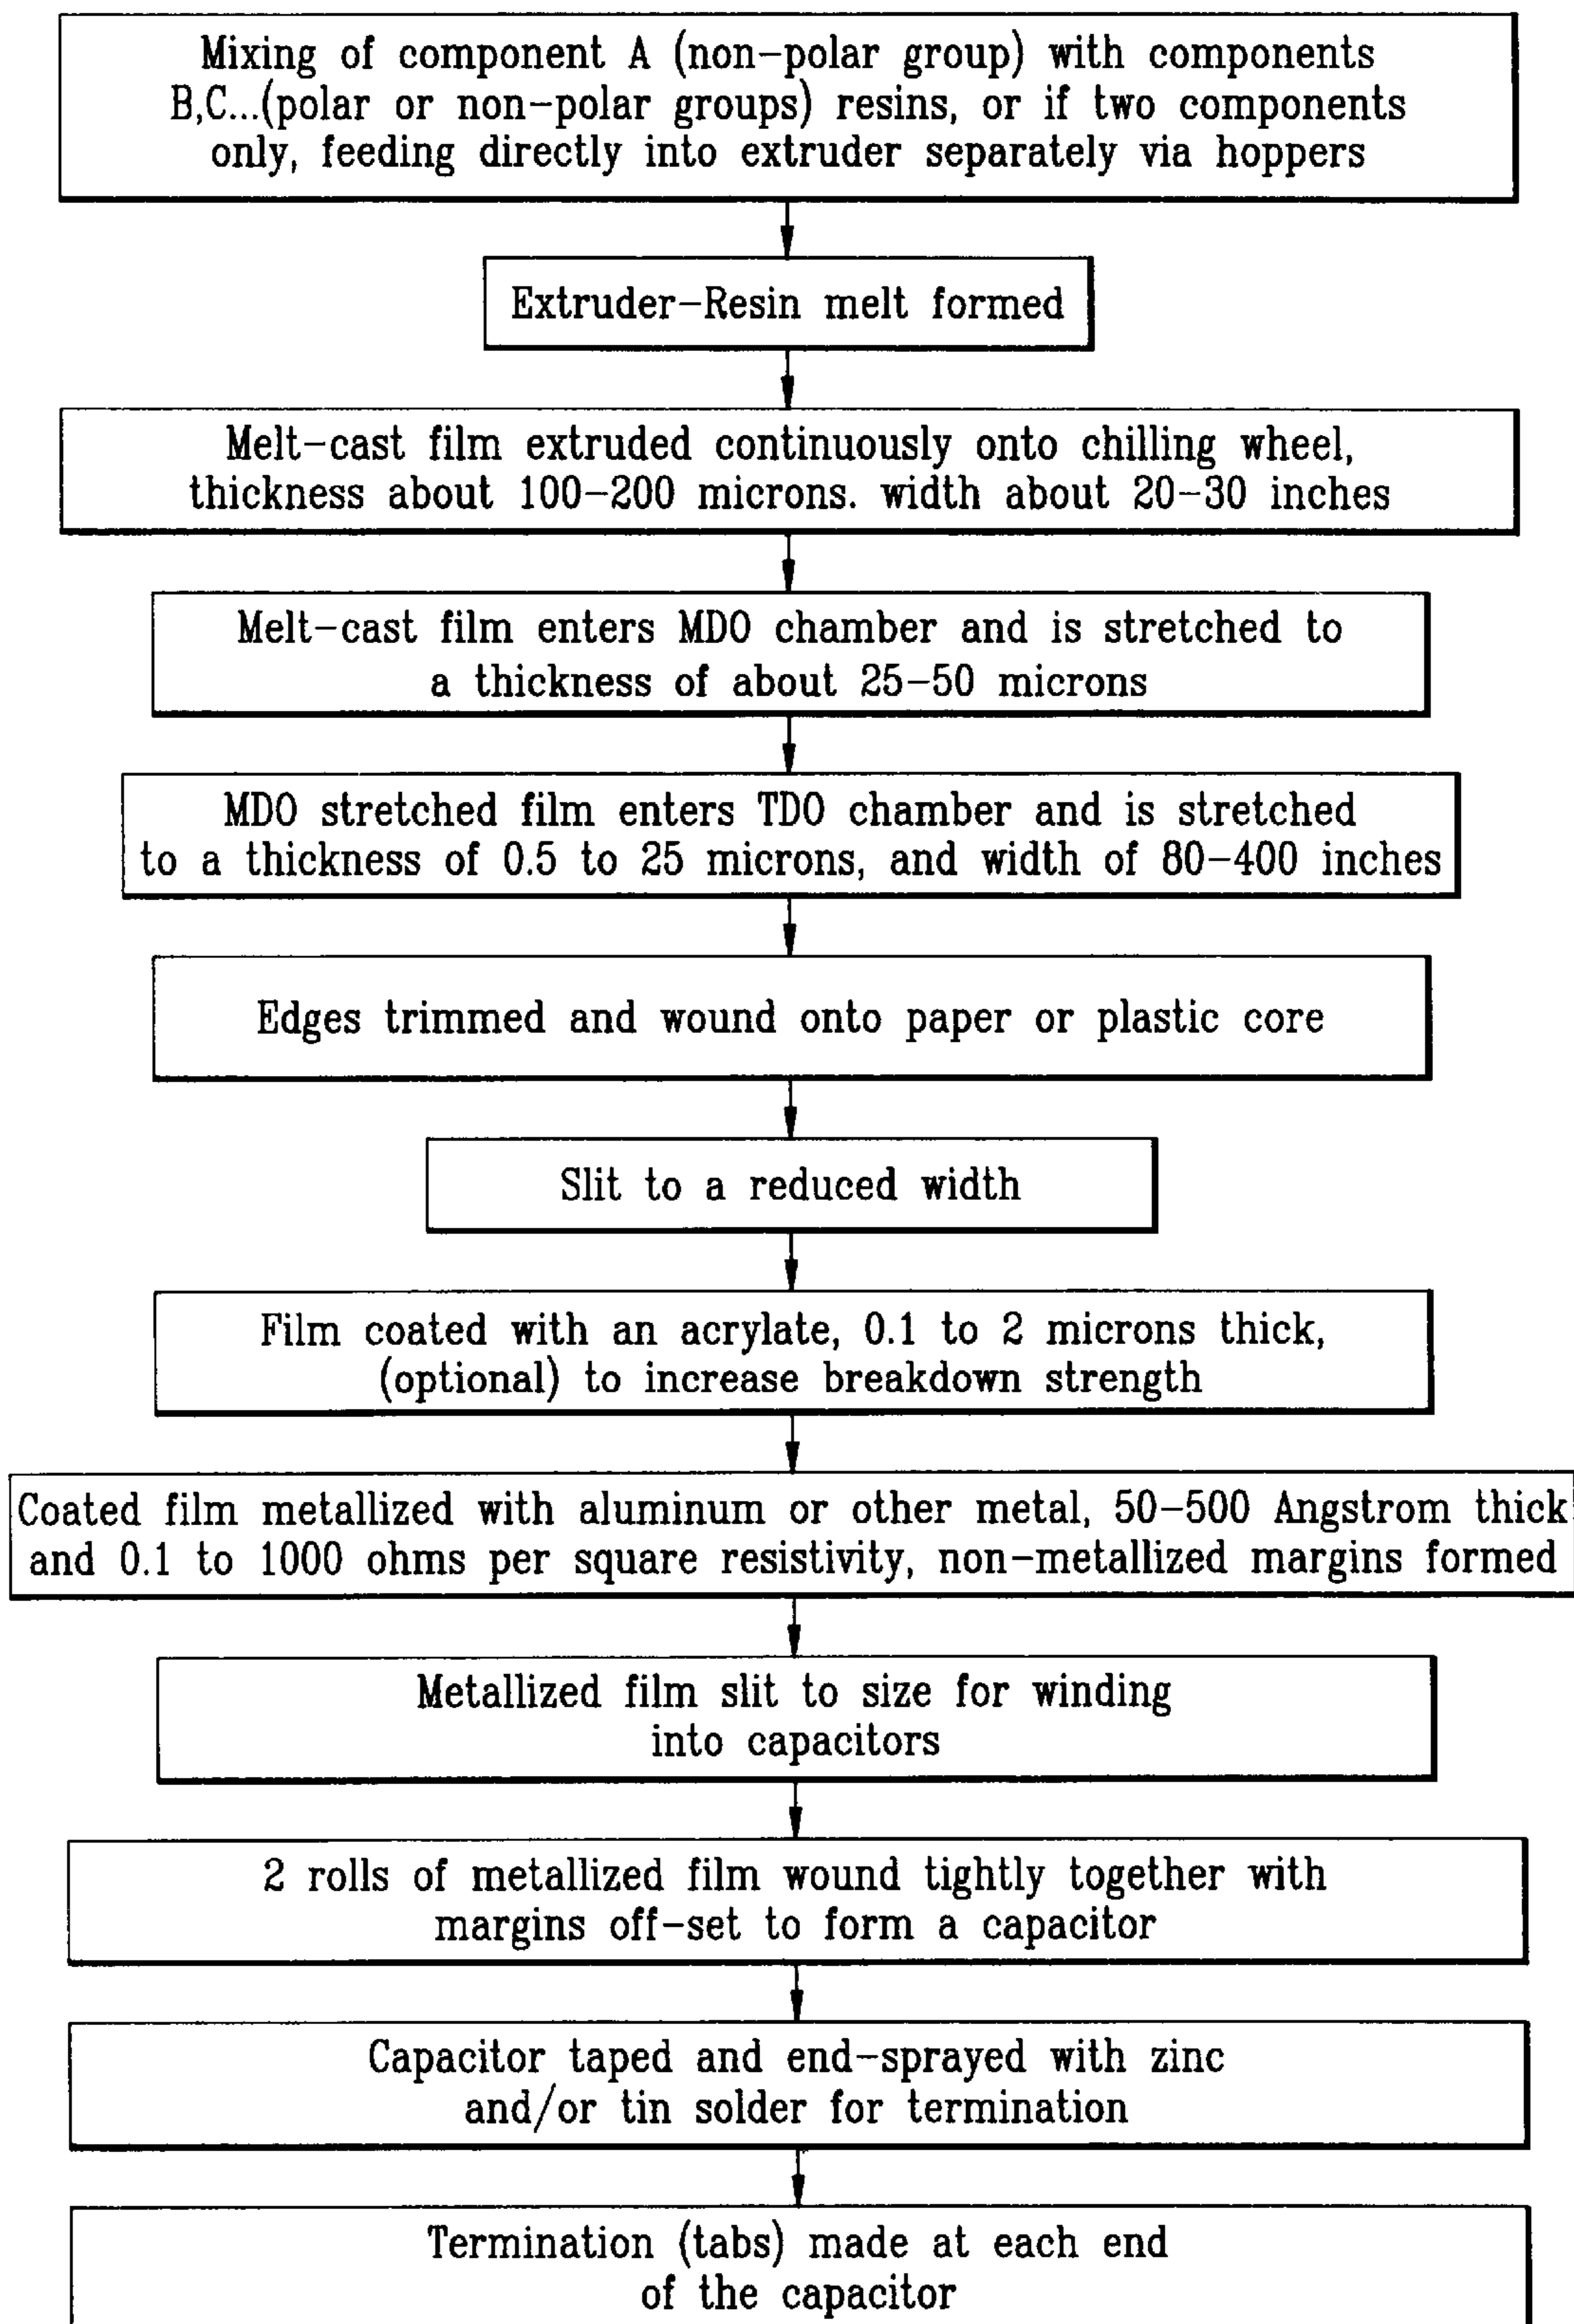 Mixing of component A (non-polar group) with components
B,C...(polar or non-polar groups) resins, or if two components
only, feeding directly into extruder separately via hoppers
Extruder-Resin melt formed
Melt-cast film extruded continuously onto chilling wheel,
thickness about 100-200 microns. width about 20-30 inches
Melt-cast film enters MDO chamber and is stretched to
a thickness of about 25-50 microns
MDO stretched film enters TDO chamber and is stretched
to a thickness of 0.5 to 25 microns, and width of 80-400 inches
Edges trimmed and wound onto paper or plastic core
Slit to a reduced width
Film coated with an acrylate, 0.1 to 2 microns thick,
(optional) to increase breakdown strength
Coated film metallized with aluminum or other metal, 50-500 Angstrom thick
and 0.1 to 1000 ohms per square resistivity, non-metallized margins formed
Metallized film slit to size for winding
into capacitors
2 rolls of metallized film wound tightly together with
margins off-set to form a capacitor
Capacitor taped and end-sprayed with zinc
and/or tin solder for termination
Termination (tabs) made at each end
of the capacitor